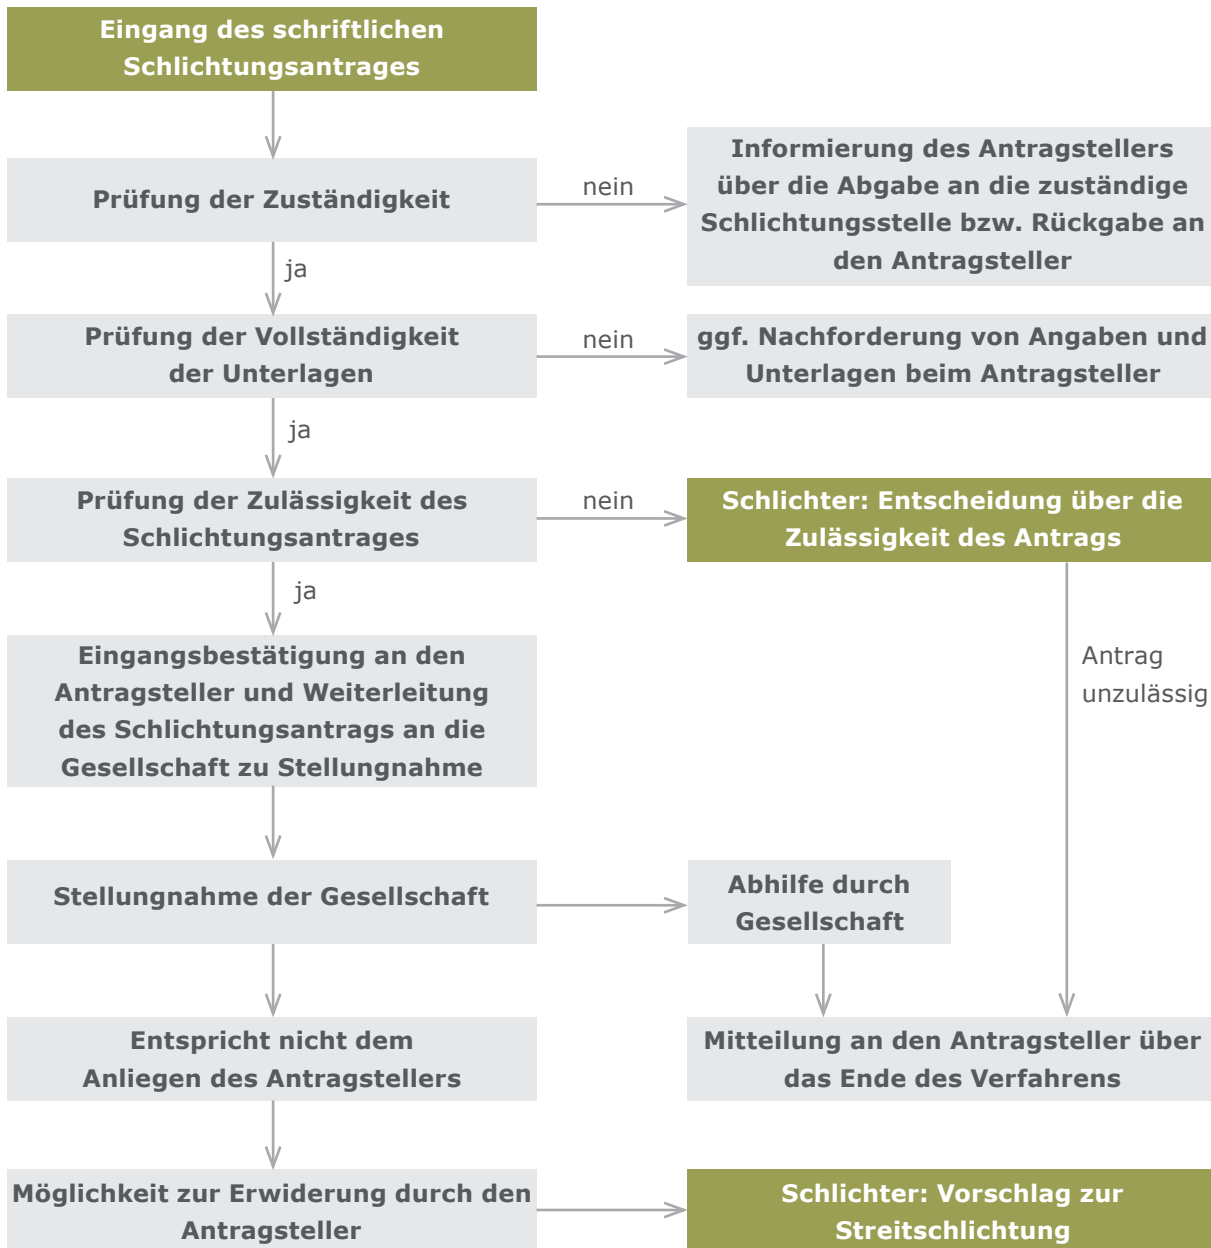 Eingang des schriftlichen
Schlichtungsantrages
Prüfung der Zuständigkeit
nein
Informierung des Antragstellers
über die Abgabe an die zuständige
Schlichtungsstelle bzw. Rückgabe an
den Antragsteller
ja
Prüfung der Vollständigkeit
der Unterlagen
nein
ggf. Nachforderung von Angaben und
Unterlagen beim Antragsteller
ja
Prüfung der Zulässigkeit des
Schlichtungsantrages
nein
Schlichter: Entscheidung über die
Zulässigkeit des Antrags
ja
Eingangsbestätigung an den
Antragsteller und Weiterleitung
des Schlichtungsantrags an die
Gesellschaft zu Stellungnahme
Antrag
unzulässig
Stellungnahme der Gesellschaft
Abhilfe durch
Gesellschaft
Entspricht nicht dem
Anliegen des Antragstellers
Mitteilung an den Antragsteller über
das Ende des Verfahrens
Möglichkeit zur Erwiderung durch den
Antragsteller
Schlichter: Vorschlag zur
Streitschlichtung